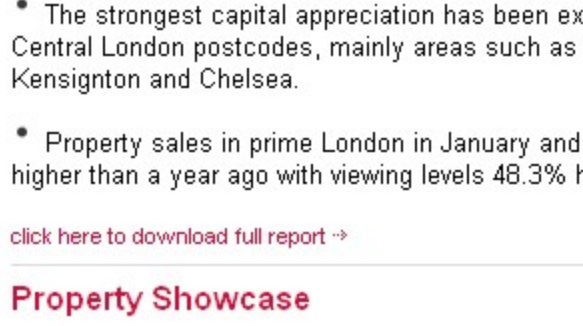 • The strongest capital appreciation has been ex
Central London postcodes, mainly areas such as
Kensignton and Chelsea.
• Property sales in prime London in January and
higher than a year ago with viewing levels 48.3% h
click here to download full report ··>
Property Showcase